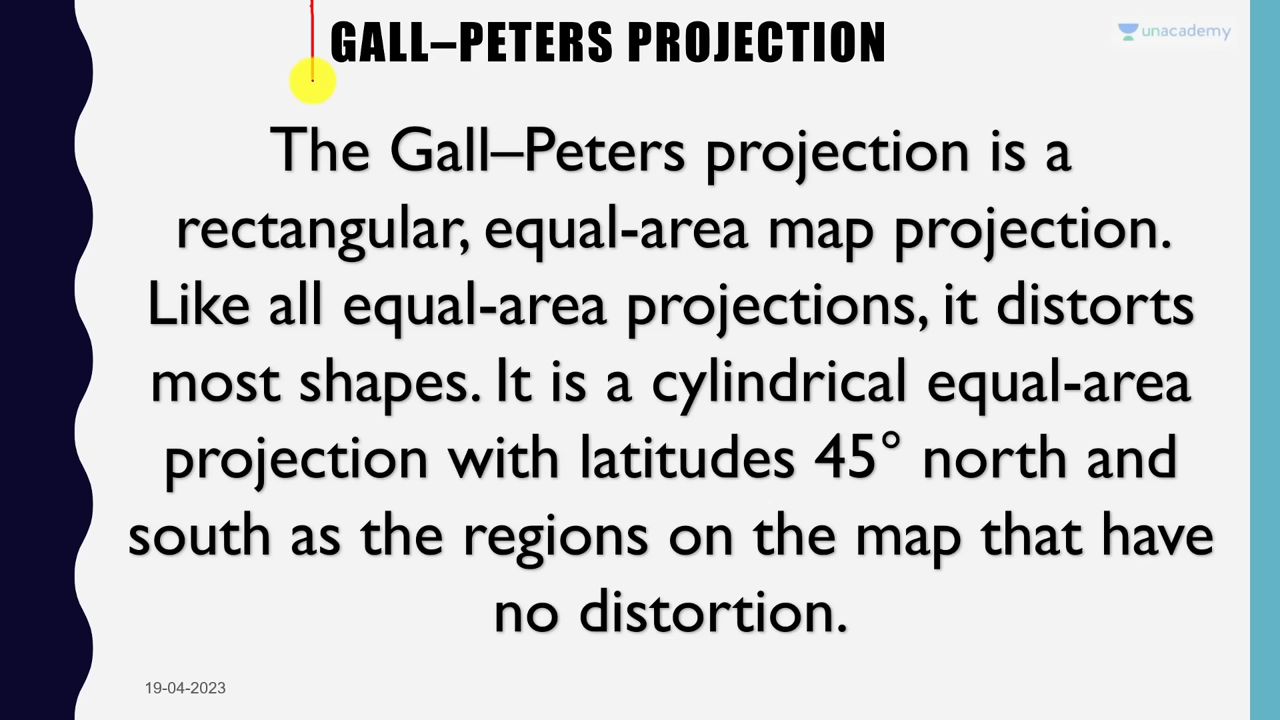 GALL–PETERS PROJECTION
unacademy
The Gall–Peters projection is a
rectangular, equal-area map projection.
Like all equal-area projections, it distorts
most shapes. It is a cylindrical equal-area
projection with latitudes 45° north and
south as the regions on the map that have
no distortion.
19-04-2023